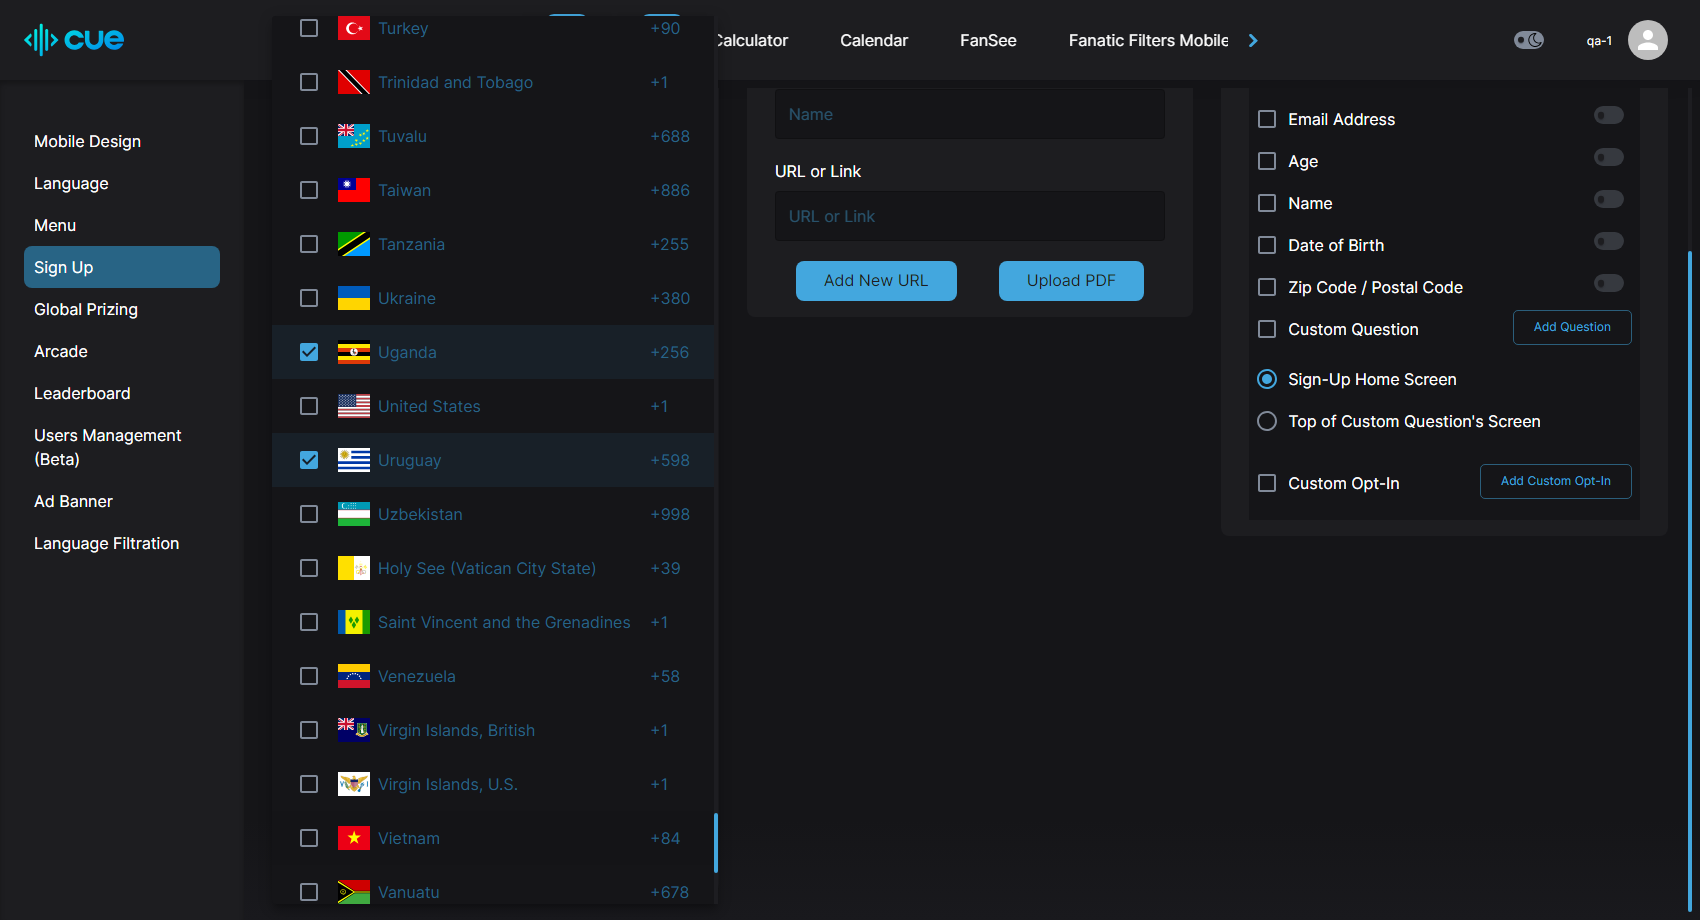 cue
Calculator
Calendar
FanSee
Fanatic Filters Mobile
qa-1
Mobile Design
Language
Menu
Sign Up
Global Prizing
Arcade
Leaderboard
Users Management
(Beta)
Ad Banner
Language Filtration
Turkey +90
Trinidad and Tobago +1
Tuvalu +688
Taiwan +886
Tanzania +255
Ukraine +380
Uganda +256
United States +1
Uruguay +598
Uzbekistan +998
Holy See (Vatican City State) +39
Saint Vincent and the Grenadines +1
Venezuela +58
Virgin Islands, British +1
Virgin Islands, U.S. +1
Vietnam +84
Vanuatu +678
Name
URL or Link
URL or Link
Add New URL
Upload PDF
Email Address
Age
Name
Date of Birth
Zip Code / Postal Code
Custom Question
Add Question
Sign-Up Home Screen
Top of Custom Question's Screen
Custom Opt-In
Add Custom Opt-In